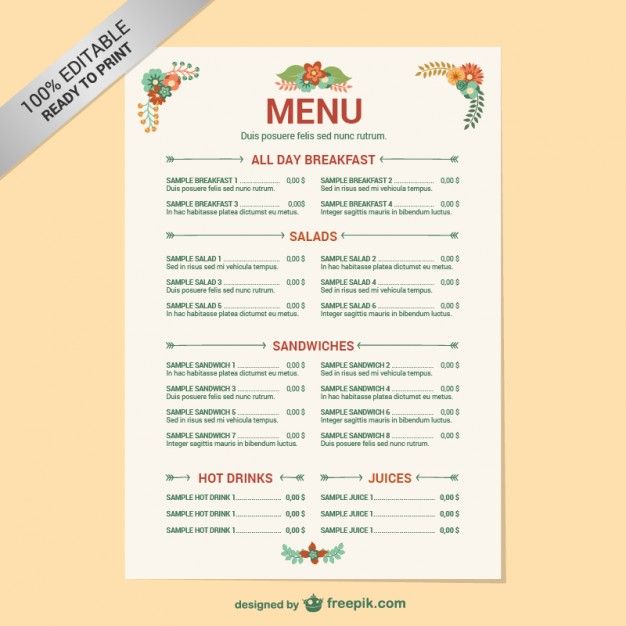 100% EDITABLE
READY TO PRINT
MENU
Duis posuere felis sed nunc rutrum.
ALL DAY BREAKFAST
SAMPLE BREAKFAST 1 .................. 0,00 $
Duis posuere felis sed nunc rutrum.
SAMPLE BREAKFAST 2 .................. 0,00 $
Sed in risus sed mi vehicula tempus.
SAMPLE BREAKFAST 3 .................. 0,00$
In hac habitasse platea dictumst eu metus.
SAMPLE BREAKFAST 4 .................. 0,00 $
Integer sagittis mauris in bibendum luctus.
SALADS
SAMPLE SALAD 1 .................. 0,00 $
Sed in risus sed mi vehicula tempus.
SAMPLE SALAD 2 .................. 0,00 $
In hac habitasse platea dictumst eu metus.
SAMPLE SALAD 3 .................. 0,00 $
Duis posuere felis sed nunc rutrum.
SAMPLE SALAD 4 .................. 0,00 $
Sed in risus sed mi vehicula tempus.
SAMPLE SALAD 5 .................. 0,00 $
In hac habitasse platea dictumst eu metus.
SAMPLE SALAD 6 .................. 0,00 $
Integer sagittis mauris in bibendum luctus.
SANDWICHES
SAMPLE SANDWICH 1 .................. 0,00 $
In hac habitasse platea dictumst eu metus.
SAMPLE SANDWICH 2 .................. 0,00 $
Sed in risus sed mi vehicula tempus.
SAMPLE SANDWICH 3 .................. 0,00 $
Duis posuere felis sed nunc rutrum.
SAMPLE SANDWICH 4 .................. 0,00 $
In hac habitasse platea dictumst eu metus.
SAMPLE SANDWICH 5 .................. 0,00 $
Sed in risus sed mi vehicula tempus.
SAMPLE SANDWICH 6 .................. 0,00 $
Integer sagittis mauris in bibendum luctus.
SAMPLE SANDWICH 7 .................. 0,00 $
Integer sagittis mauris in bibendum luctus.
SAMPLE SANDWICH 8 .................. 0,00 $
Duis posuere felis sed nunc rutrum.
HOT DRINKS
SAMPLE HOT DRINK 1.................. 0,00 $
SAMPLE HOT DRINK 1.................. 0,00 $
SAMPLE HOT DRINK 1.................. 0,00 $
JUICES
SAMPLE JUICE 1.................. 0,00 $
SAMPLE JUICE 1.................. 0,00 $
SAMPLE JUICE 1.................. 0,00 $
designed by freepik.com